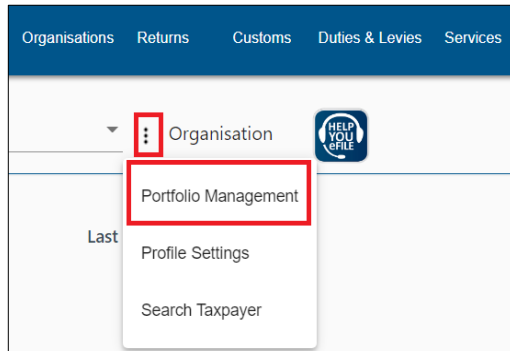 Organisations Returns Customs Duties & Levies Services
Organisation
HELP
YOU
eFILE
Portfolio Management
Last
Profile Settings
Search Taxpayer